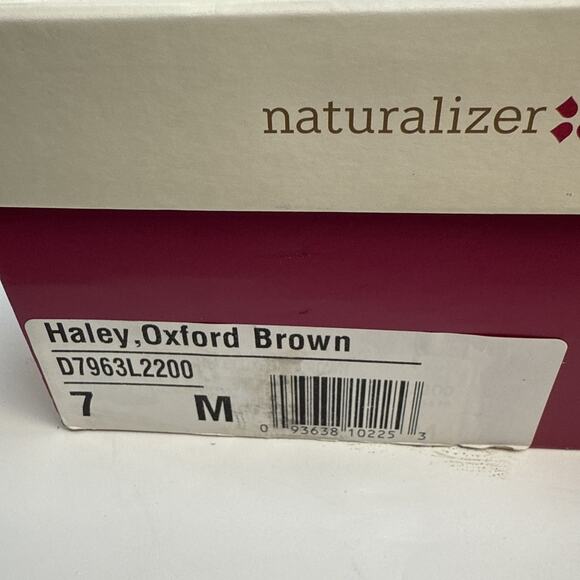 naturalizer
Haley,Oxford Brown
D7963L2200
7 M
0 93638 10225 3